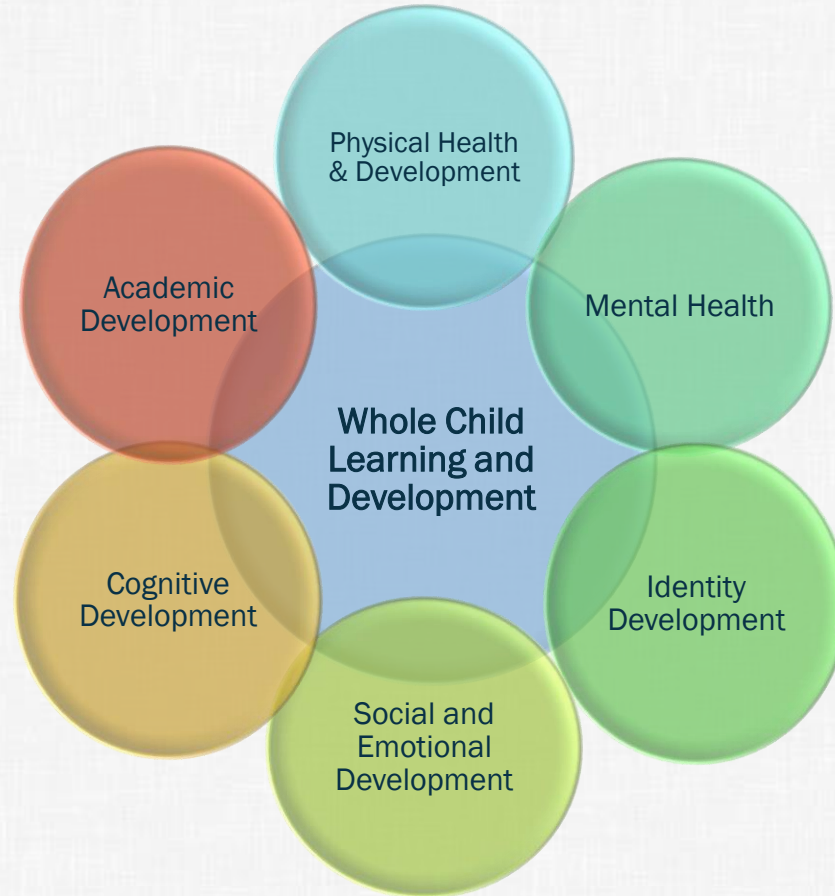 Physical Health
& Development
Mental Health
Identity
Development
Social and
Emotional
Development
Cognitive
Development
Academic
Development
Whole Child
Learning and
Development